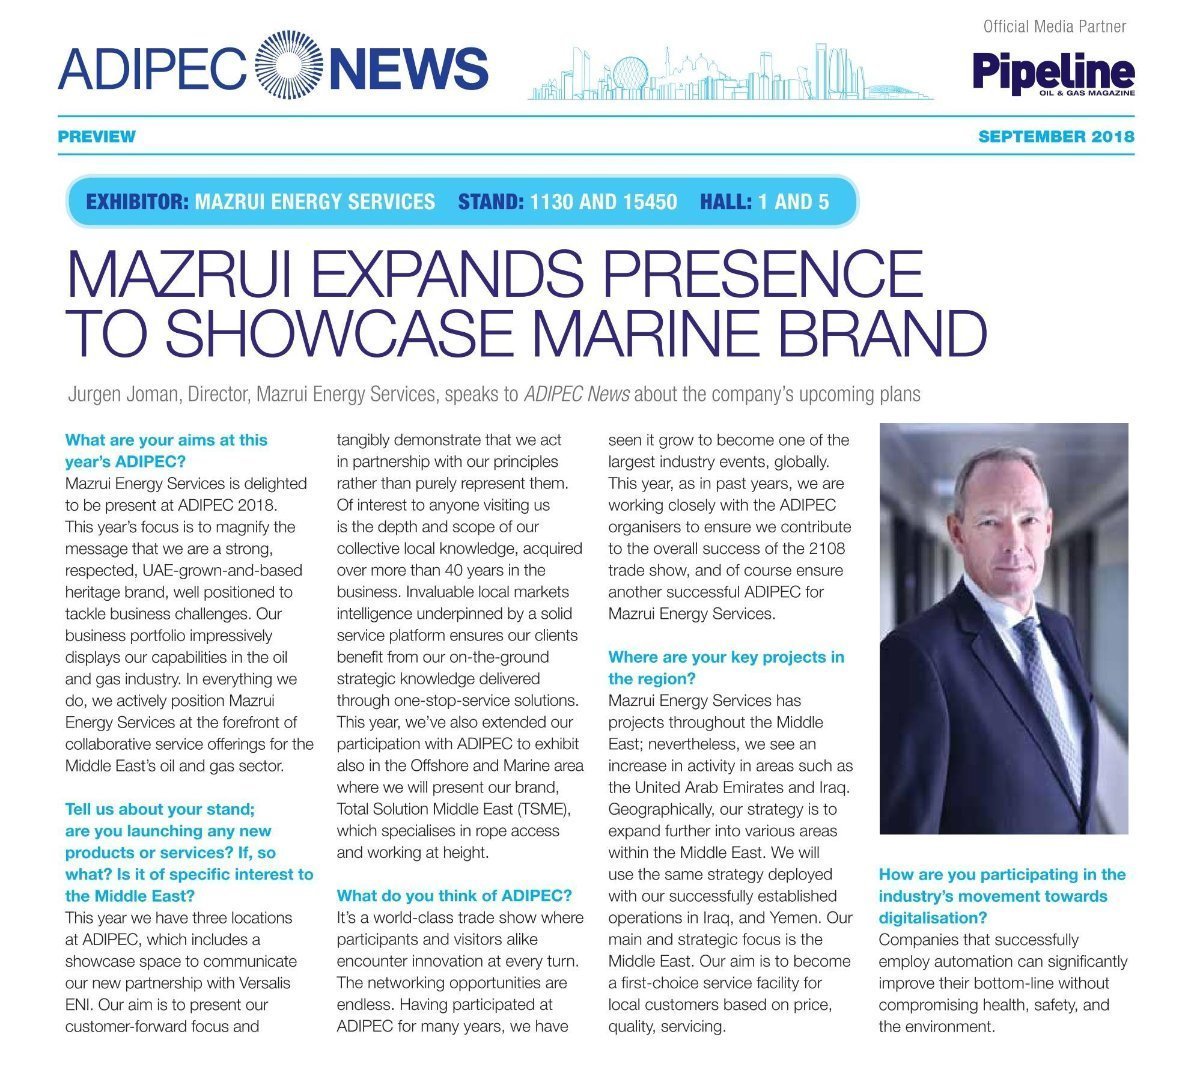 Official Media Partner
ADIPEC NEWS
Pipeline
OIL & GAS MAGAZINE
PREVIEW
SEPTEMBER 2018
EXHIBITOR: MAZRUI ENERGY SERVICES STAND: 1130 AND 15450 HALL: 1 AND 5
MAZRUI EXPANDS PRESENCE
TO SHOWCASE MARINE BRAND
Jurgen Joman, Director, Mazrui Energy Services, speaks to ADIPEC News about the company's upcoming plans
What are your aims at this
year's ADIPEC?
Mazrui Energy Services is delighted
to be present at ADIPEC 2018.
This year's focus is to magnify the
message that we are a strong,
respected, UAE-grown-and-based
heritage brand, well positioned to
tackle business challenges. Our
business portfolio impressively
displays our capabilities in the oil
and gas industry. In everything we
do, we actively position Mazrui
Energy Services at the forefront of
collaborative service offerings for the
Middle East's oil and gas sector.
Tell us about your stand;
are you launching any new
products or services? If, so
what? Is it of specific interest to
the Middle East?
This year we have three locations
at ADIPEC, which includes a
showcase space to communicate
our new partnership with Versalis
ENI. Our aim is to present our
customer-forward focus and
tangibly demonstrate that we act
in partnership with our principles
rather than purely represent them.
Of interest to anyone visiting us
is the depth and scope of our
collective local knowledge, acquired
over more than 40 years in the
business. Invaluable local markets
intelligence underpinned by a solid
service platform ensures our clients
benefit from our on-the-ground
strategic knowledge delivered
through one-stop-service solutions.
This year, we've also extended our
participation with ADIPEC to exhibit
also in the Offshore and Marine area
where we will present our brand,
Total Solution Middle East (TSME),
which specialises in rope access
and working at height.
What do you think of ADIPEC?
It's a world-class trade show where
participants and visitors alike
encounter innovation at every turn.
The networking opportunities are
endless. Having participated at
ADIPEC for many years, we have
seen it grow to become one of the
largest industry events, globally.
This year, as in past years, we are
working closely with the ADIPEC
organisers to ensure we contribute
to the overall success of the 2108
trade show, and of course ensure
another successful ADIPEC for
Mazrui Energy Services.
Where are your key projects in
the region?
Mazrui Energy Services has
projects throughout the Middle
East; nevertheless, we see an
increase in activity in areas such as
the United Arab Emirates and Iraq.
Geographically, our strategy is to
expand further into various areas
within the Middle East. We will
use the same strategy deployed
with our successfully established
operations in Iraq, and Yemen. Our
main and strategic focus is the
Middle East. Our aim is to become
a first-choice service facility for
local customers based on price,
quality, servicing.
How are you participating in the
industry's movement towards
digitalisation?
Companies that successfully
employ automation can significantly
improve their bottom-line without
compromising health, safety, and
the environment.